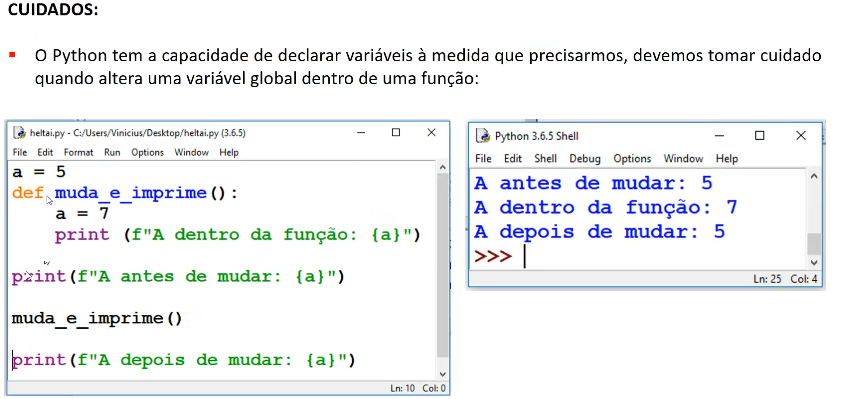 CUIDADOS:
▪ O Python tem a capacidade de declarar variáveis à medida que precisarmos, devemos tomar cuidado
quando altera uma variável global dentro de uma função:
heltai.py - C:/Users/Vinicius/Desktop/heltai.py (3.6.5)
File Edit Format Run Options Window Help
a = 5
def muda_e_imprime():
    a = 7
    print (f"A dentro da função: {a}")
print(f"A antes de mudar: {a}")
muda_e_imprime()
print(f"A depois de mudar: {a}")
Ln: 10 Col: 0
Python 3.6.5 Shell
File Edit Shell Debug Options Window Help
A antes de mudar: 5
A dentro da função: 7
A depois de mudar: 5
>>>
Ln: 25 Col: 4